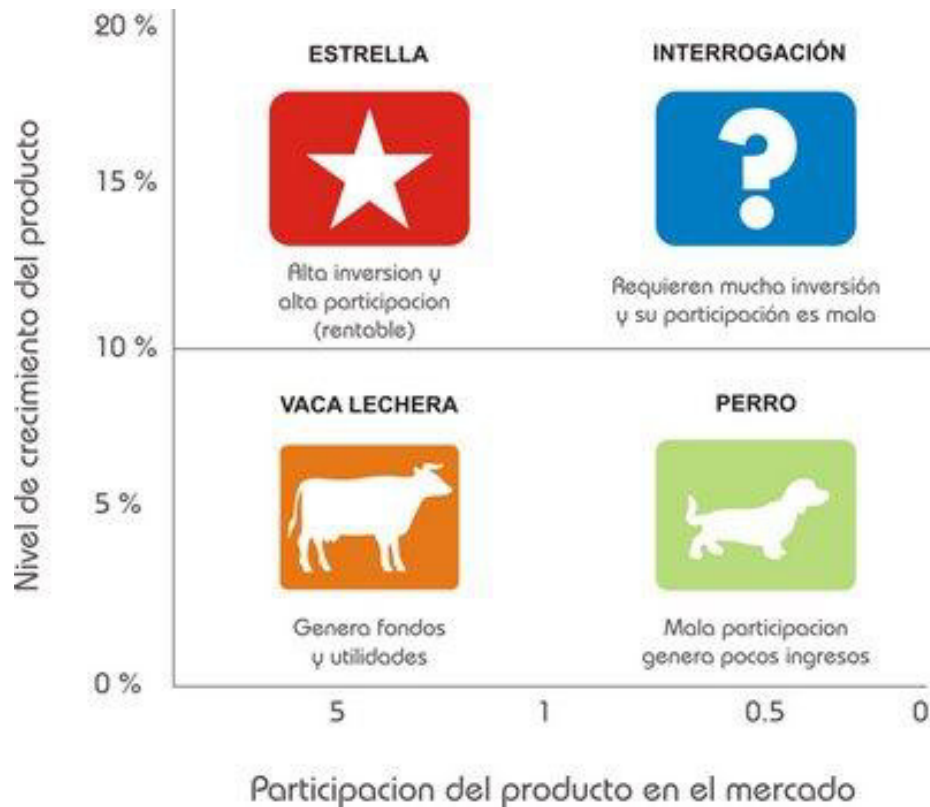 20 %
ESTRELLA
INTERROGACIÓN
?
15 %
Alta inversion y
alta participacion
(rentable)
Requieren mucha inversión
y su participación es mala
Nivel de crecimiento del producto
10 %
VACA LECHERA
PERRO
5 %
Genera fondos
y utilidades
Mala participacion
genera pocos ingresos
0 %
5
1
0.5
0
Participacion del producto en el mercado